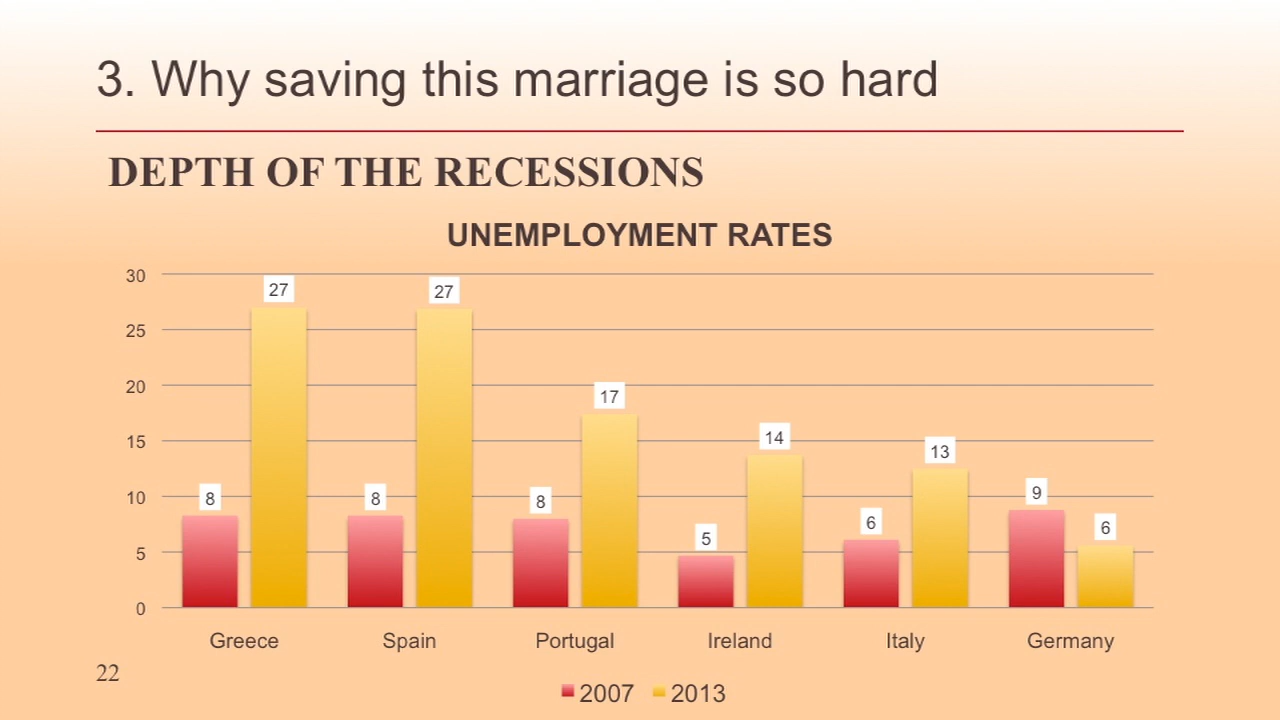 3. Why saving this marriage is so hard
DEPTH OF THE RECESSIONS
UNEMPLOYMENT RATES
30
25
20
15
10
5
0
8
27
8
27
8
17
5
14
6
13
9
6
Greece
Spain
Portugal
Ireland
Italy
Germany
22
2007
2013